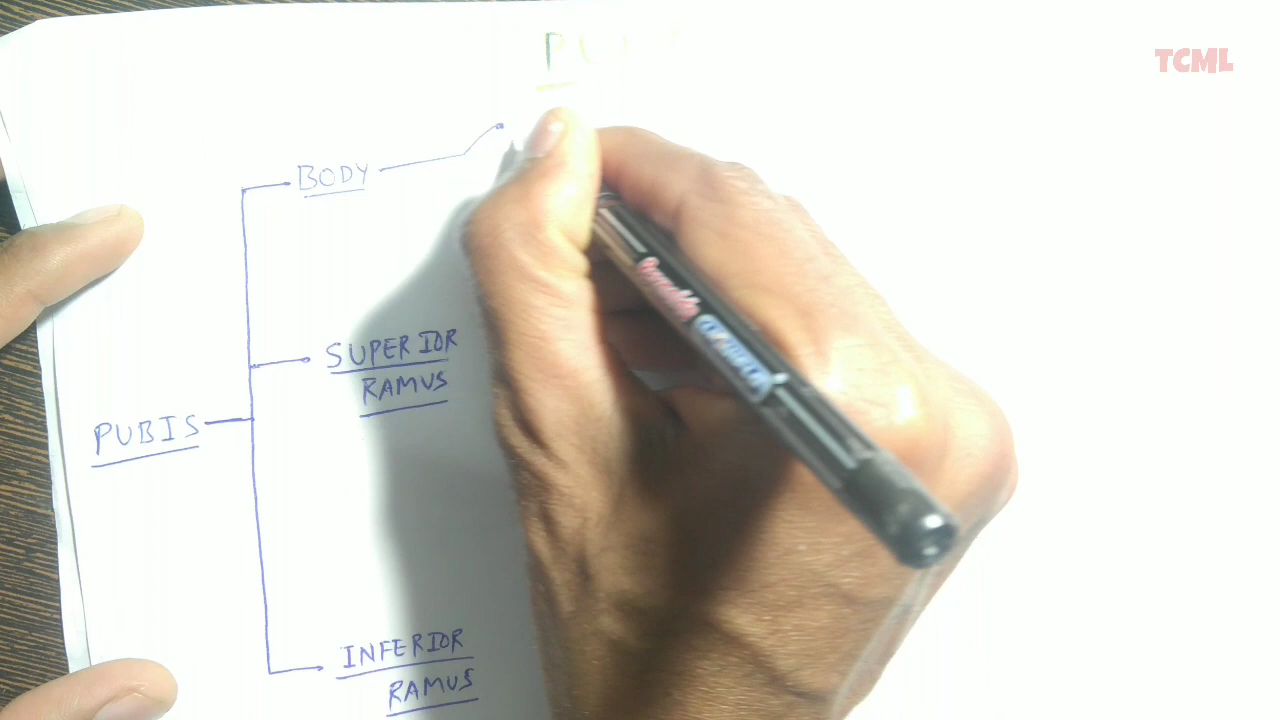 TCML
BODY
SUPERIOR
RAMUS
PUBIS
INFERIOR
RAMUS